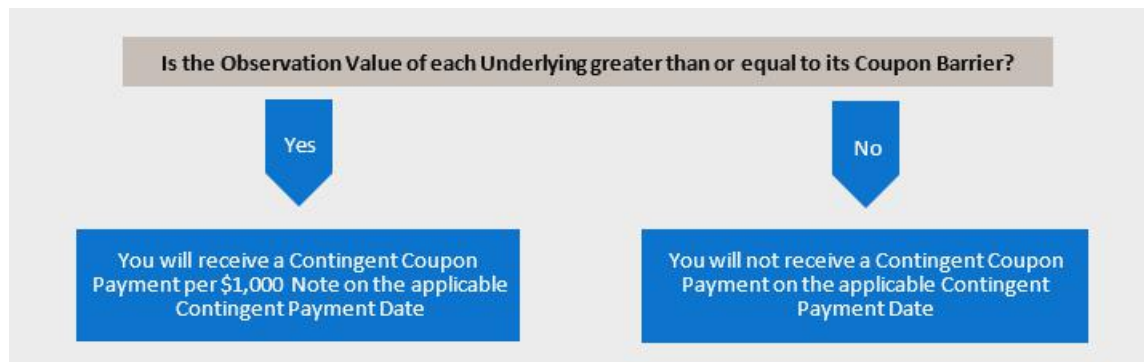 Is the Observation Value of each Underlying greater than or equal to its Coupon Barrier?
Yes
No
You will receive a Contingent Coupon
Payment per $1,000 Note on the applicable
Contingent Payment Date
You will not receive a Contingent Coupon
Payment on the applicable Contingent
Payment Date